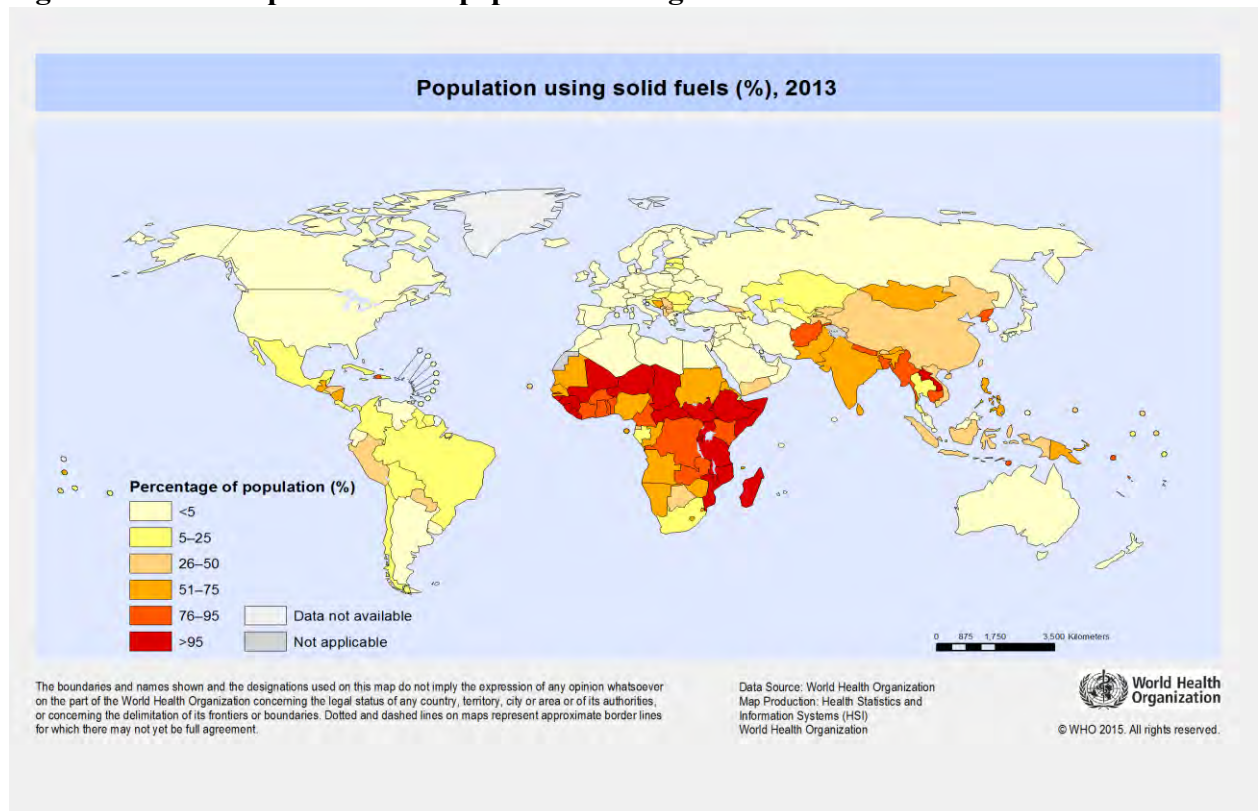 Population using solid fuels (%), 2013
Percentage of population (%)
<5
5–25
26–50
51–75
76–95
>95
Data not available
Not applicable
0 875 1,750 3,500 Kilometers
The boundaries and names shown and the designations used on this map do not imply the expression of any opinion whatsoever
on the part of the World Health Organization concerning the legal status of any country, territory, city or area or of its authorities,
or concerning the delimitation of its frontiers or boundaries. Dotted and dashed lines on maps represent approximate border lines
for which there may not yet be full agreement.
Data Source: World Health Organization
Map Production: Health Statistics and
Information Systems (HSI)
World Health Organization
World Health
Organization
© WHO 2015. All rights reserved.